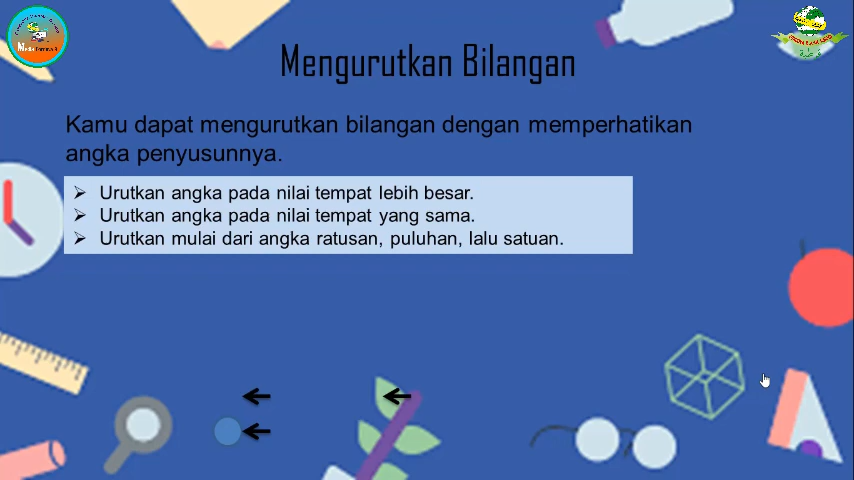 Mengurutkan Bilangan
Kamu dapat mengurutkan bilangan dengan memperhatikan
angka penyusunnya.
Urutkan angka pada nilai tempat lebih besar.
Urutkan angka pada nilai tempat yang sama.
Urutkan mulai dari angka ratusan, puluhan, lalu satuan.